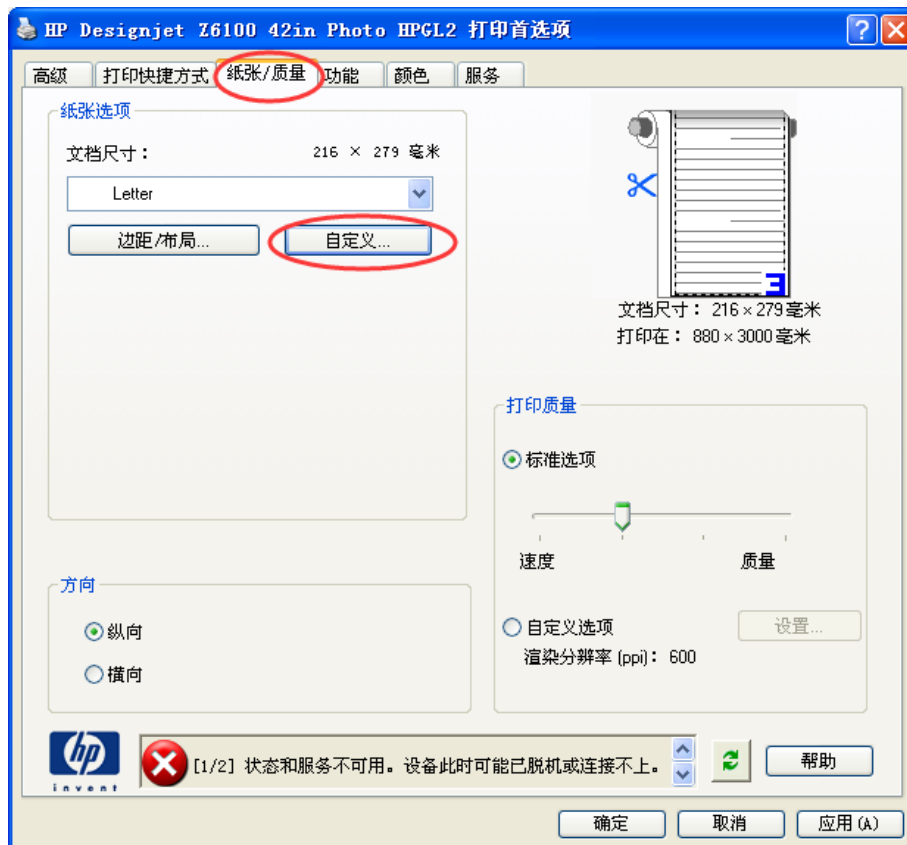 HP Designjet Z6100 42in Photo HPGL2 打印首选项
高级 打印快捷方式 纸张/质量 功能 颜色 服务
纸张选项
文档尺寸： 216 × 279 毫米
Letter
边距/布局... 自定义...
文档尺寸： 216 × 279 毫米
打印在： 880 × 3000 毫米
打印质量
标准选项
速度 质量
自定义选项 设置...
渲染分辨率 (ppi)： 600
方向
纵向
横向
hp
invent
[1/2] 状态和服务不可用。设备此时可能已脱机或连接不上。
帮助
确定 取消 应用(A)